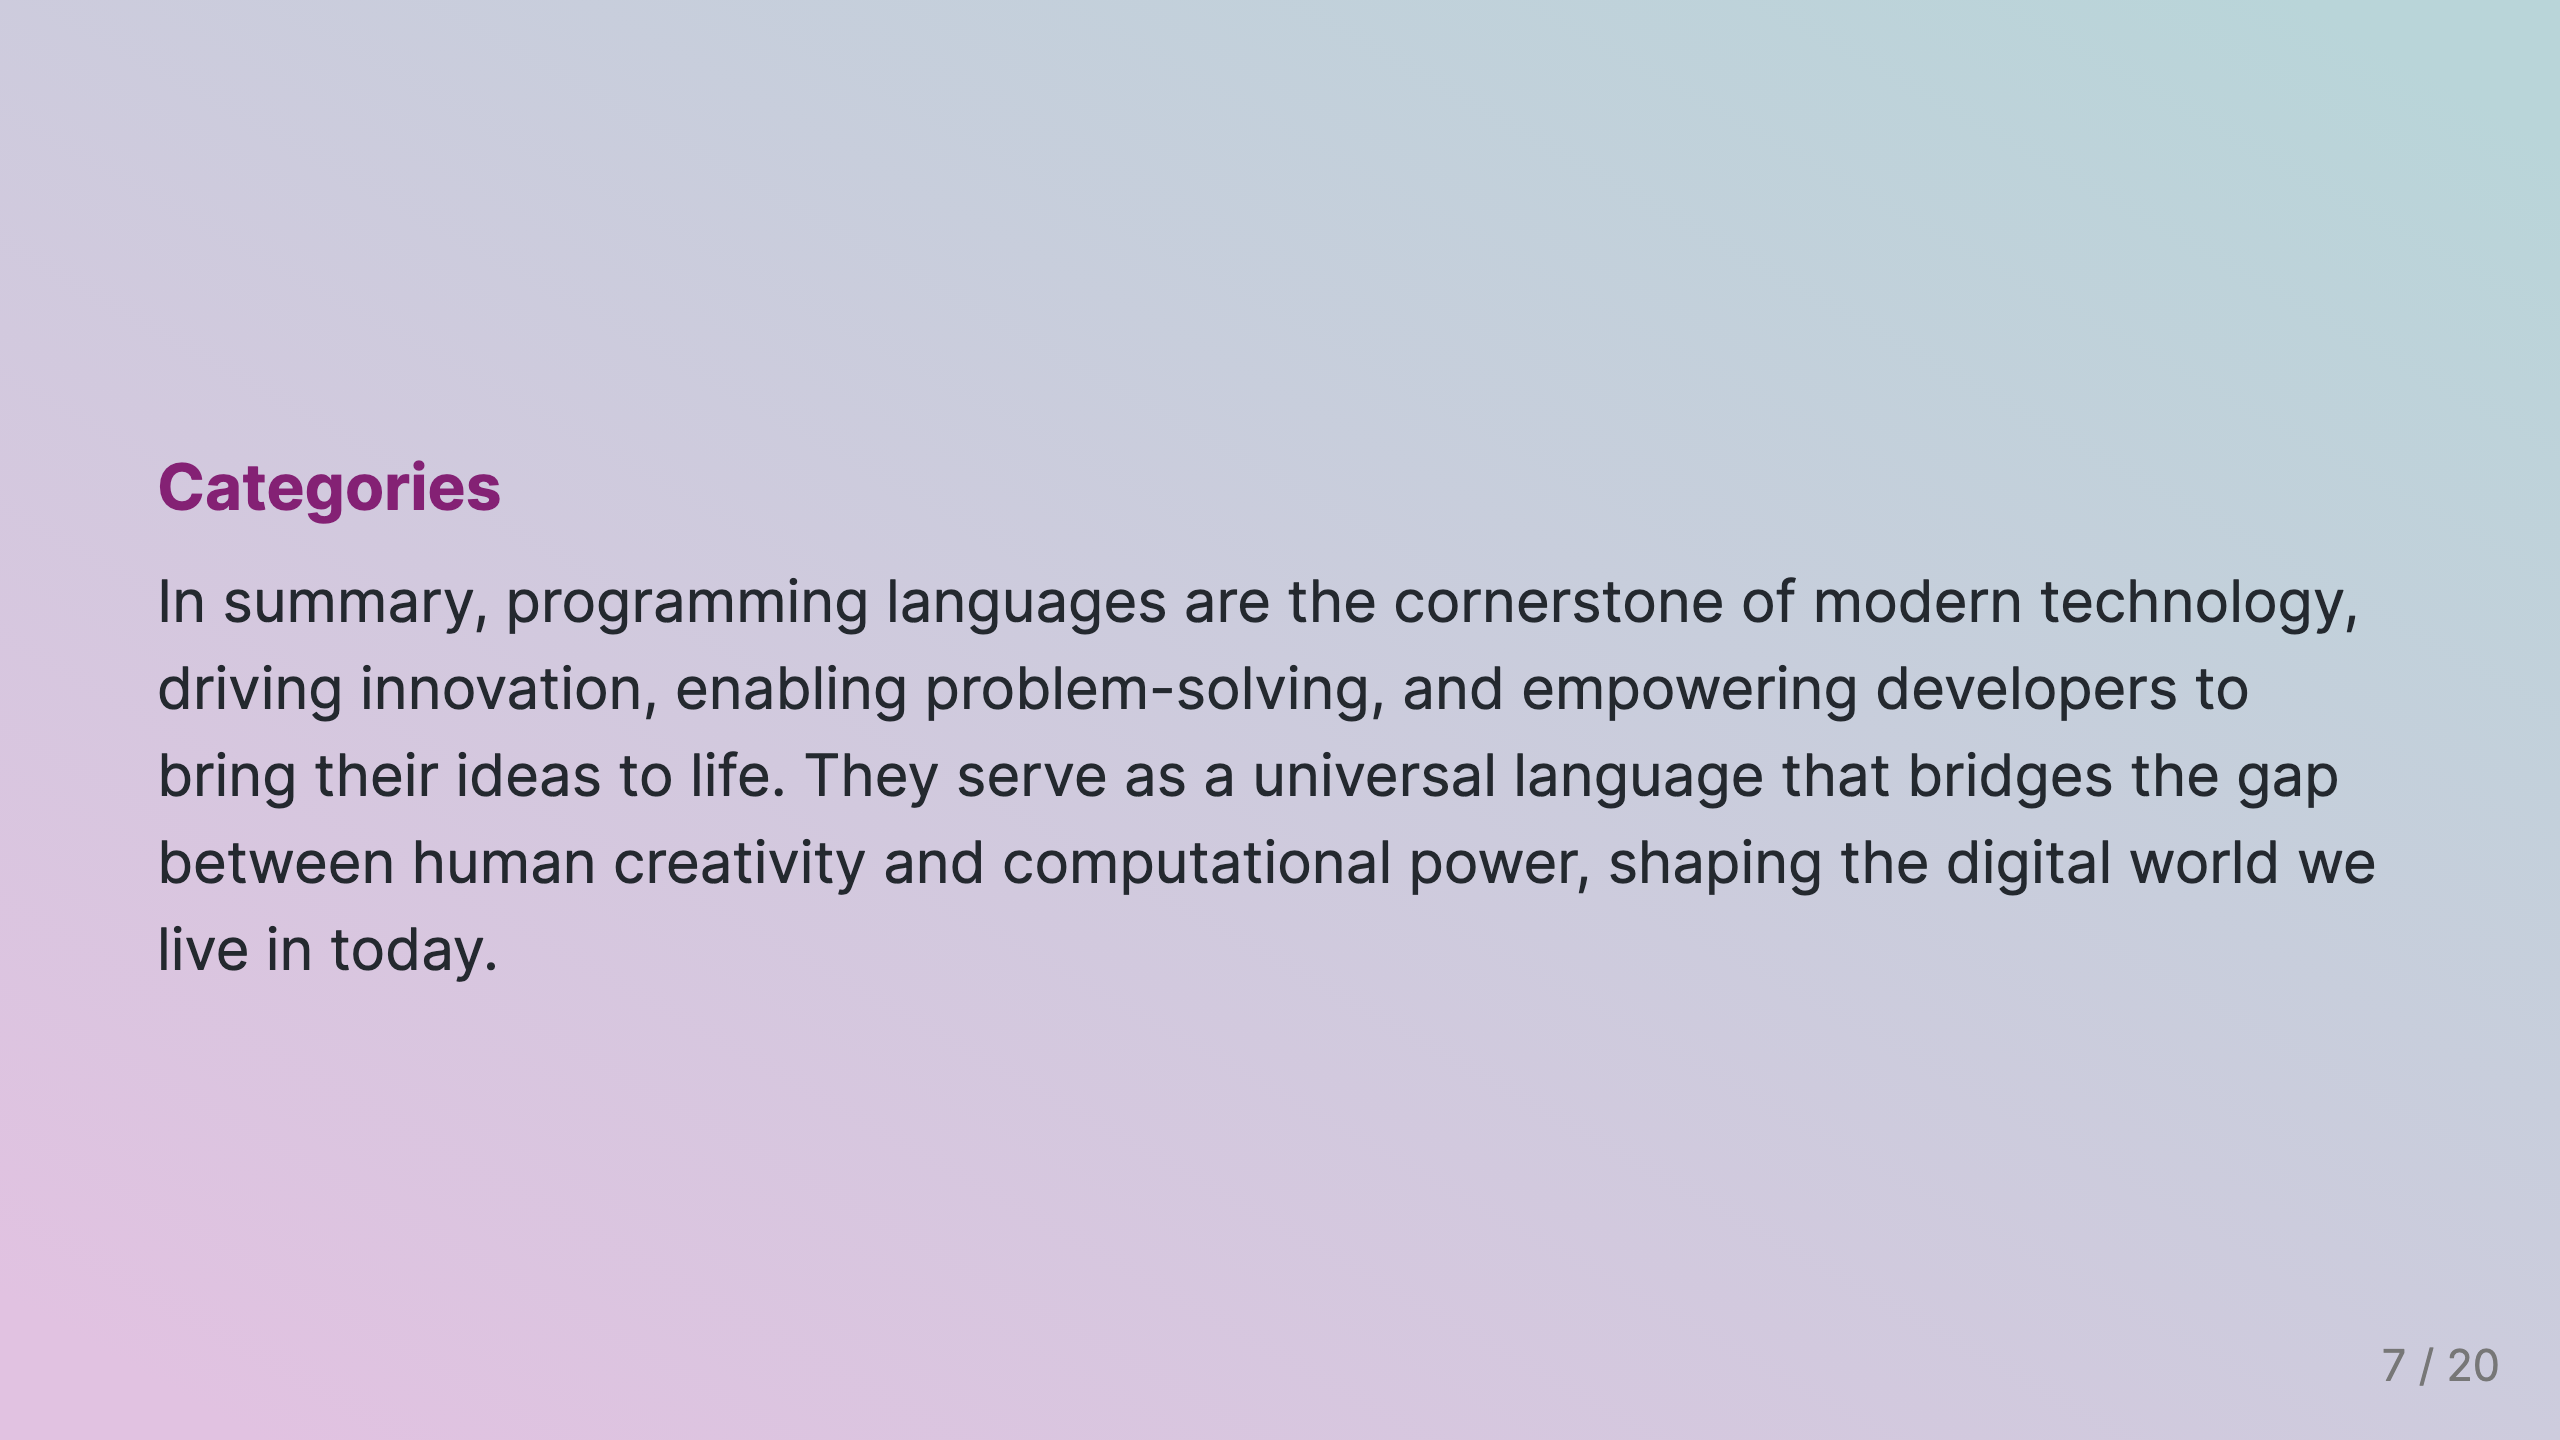 Categories
In summary, programming languages are the cornerstone of modern technology,
driving innovation, enabling problem-solving, and empowering developers to
bring their ideas to life. They serve as a universal language that bridges the gap
between human creativity and computational power, shaping the digital world we
live in today.
7 / 20